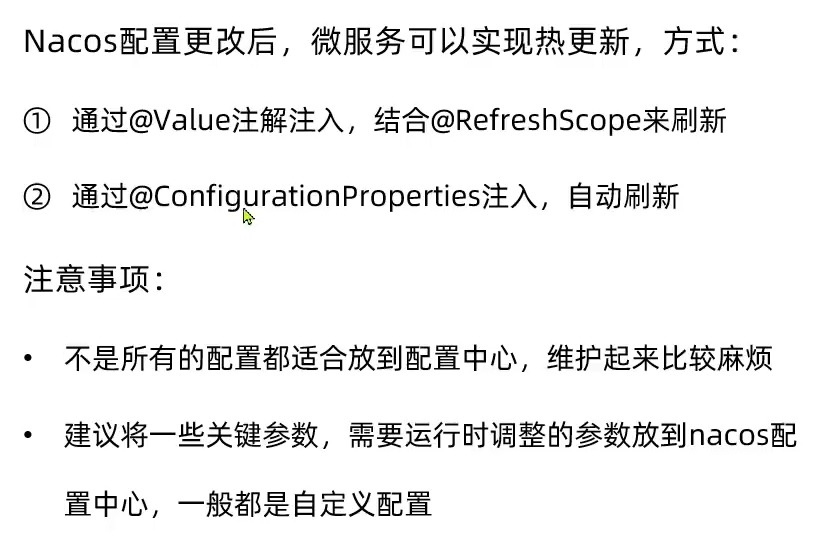 Nacos配置更改后，微服务可以实现热更新，方式：
① 通过@Value注解注入，结合@RefreshScope来刷新
② 通过@ConfigurationProperties注入，自动刷新
注意事项：
• 不是所有的配置都适合放到配置中心，维护起来比较麻烦
• 建议将一些关键参数，需要运行时调整的参数放到nacos配
置中心，一般都是自定义配置